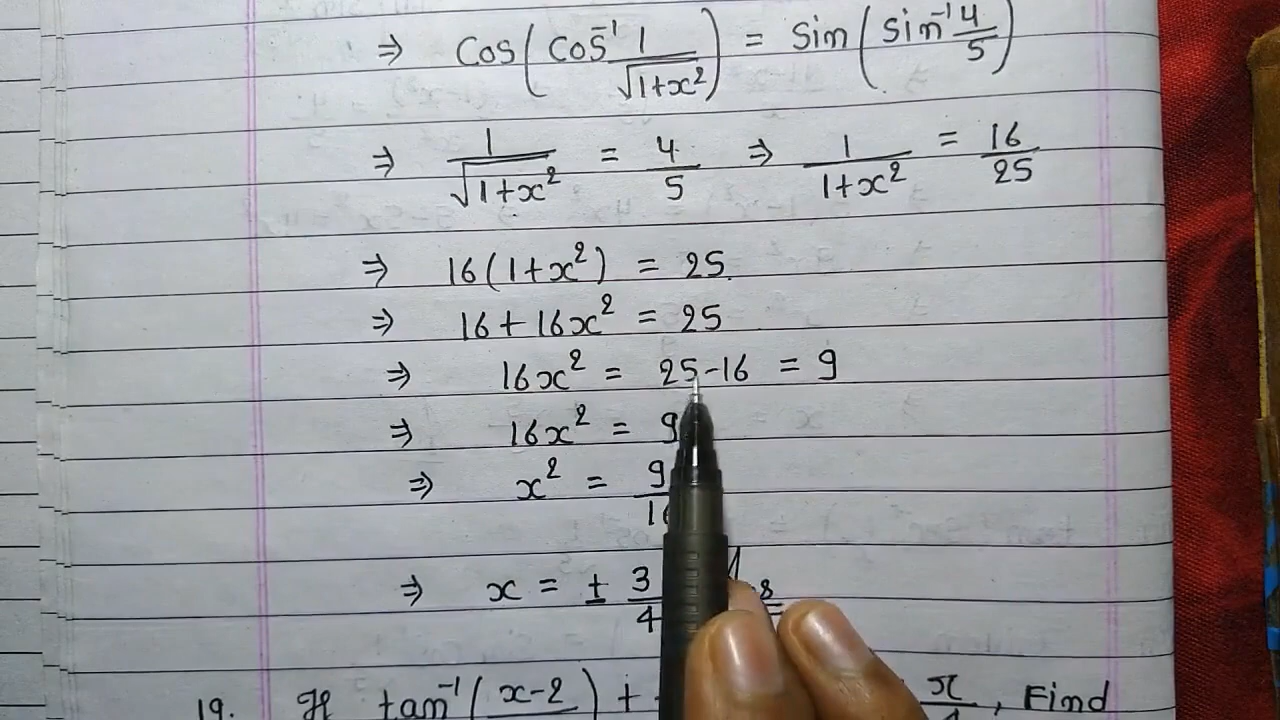 ⇒ Cos(Cos⁻¹ 1/√(1+x²)) = Sin(Sin⁻¹ 4/5)
⇒ 1/√(1+x²) = 4/5 ⇒ 1/(1+x²) = 16/25
⇒ 16(1+x²) = 25
⇒ 16+16x² = 25
⇒ 16x² = 25-16 = 9
⇒ 16x² = 9
⇒ x² = 9/
⇒ x = ± 3/4
19. If tan⁻¹(x-2) + , Find